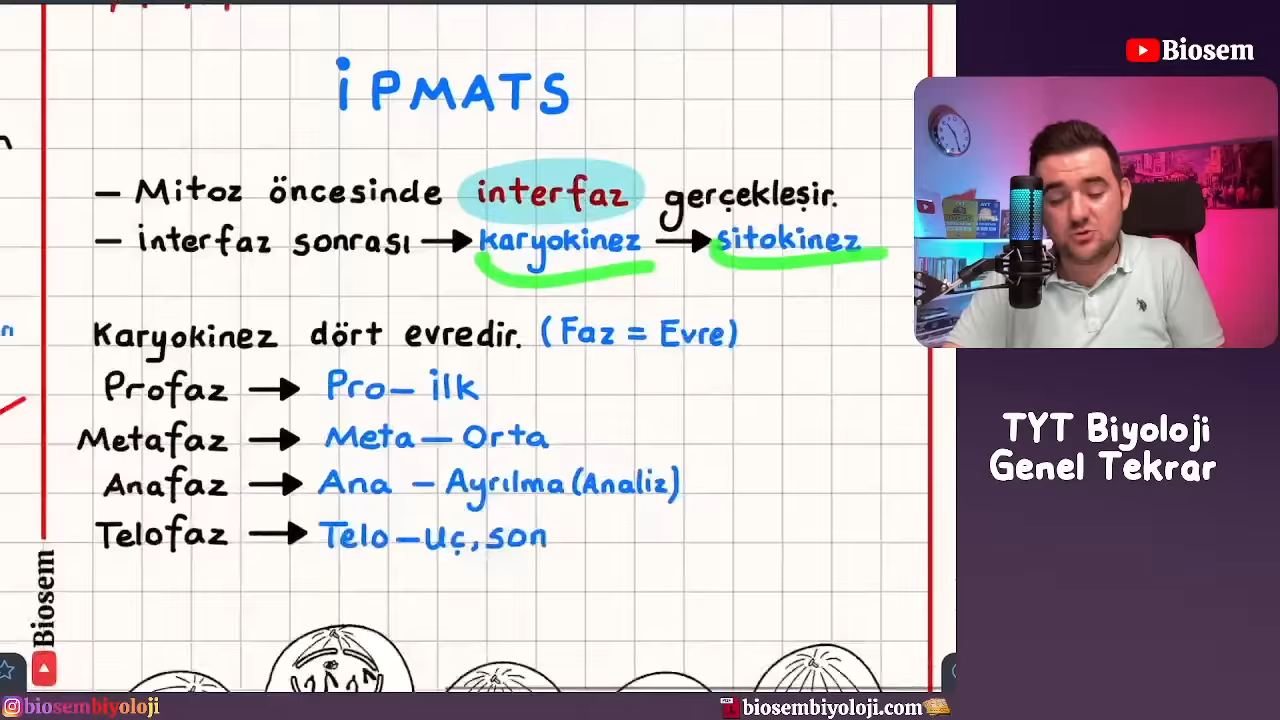 İPMATS
Biosem
– Mitoz öncesinde interfaz gerçekleşir.
– interfaz sonrası → karyokinez → sitokinez
Karyokinez dört evredir. (Faz = Evre)
Profaz → Pro – ilk
Metafaz → Meta – Orta
Anafaz → Ana – Ayrılma (Analiz)
Telofaz → Telo – uç, son
TYT Biyoloji
Genel Tekrar
Biosem
biosembiyoloji
biosembiyoloji.com